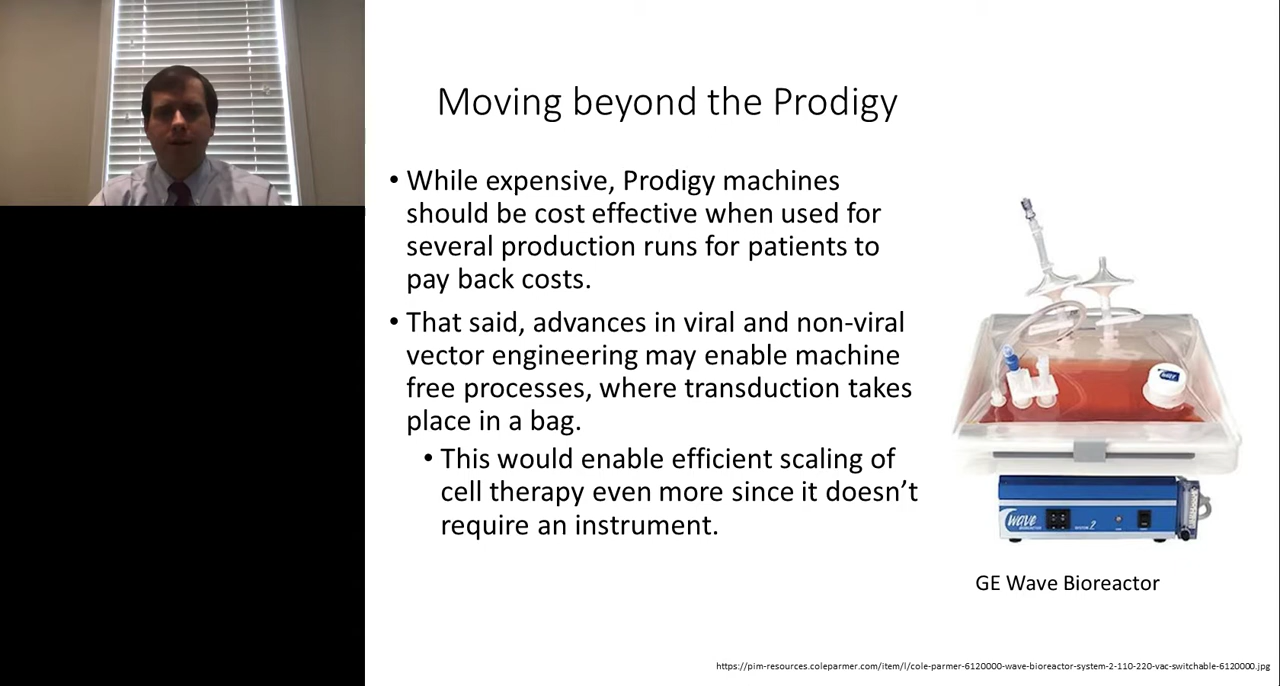 Moving beyond the Prodigy
• While expensive, Prodigy machines
should be cost effective when used for
several production runs for patients to
pay back costs.
• That said, advances in viral and non-viral
vector engineering may enable machine
free processes, where transduction takes
place in a bag.
• This would enable efficient scaling of
cell therapy even more since it doesn't
require an instrument.
wave
SYSTEM 2
GE Wave Bioreactor
https://pim-resources.coleparmer.com/item/l/cole-parmer-6120000-wave-bioreactor-system-2-110-220-vac-switchable-6120000.jpg